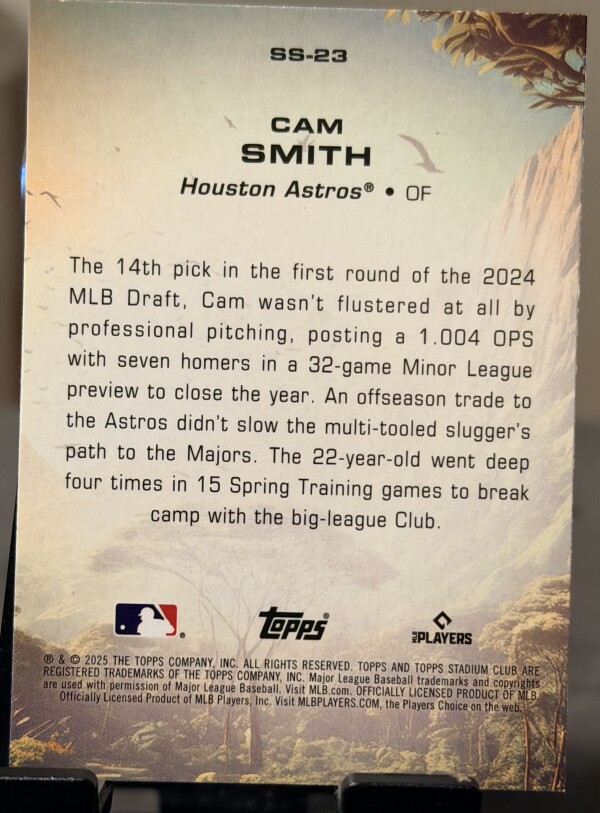 SS-23
CAM
SMITH
Houston Astros® • OF
The 14th pick in the first round of the 2024
MLB Draft, Cam wasn't flustered at all by
professional pitching, posting a 1.004 OPS
with seven homers in a 32-game Minor League
preview to close the year. An offseason trade to
the Astros didn't slow the multi-tooled slugger's
path to the Majors. The 22-year-old went deep
four times in 15 Spring Training games to break
camp with the big-league Club.
® topps® MLB PLAYERS
® & © 2025 THE TOPPS COMPANY, INC. ALL RIGHTS RESERVED. TOPPS AND TOPPS STADIUM CLUB ARE
REGISTERED TRADEMARKS OF THE TOPPS COMPANY, INC. Major League Baseball trademarks and copyrights
are used with permission of Major League Baseball. Visit MLB.com. OFFICIALLY LICENSED PRODUCT OF MLB
Officially Licensed Product of MLB Players, Inc. Visit MLBPLAYERS.COM, the Players Choice on the web.